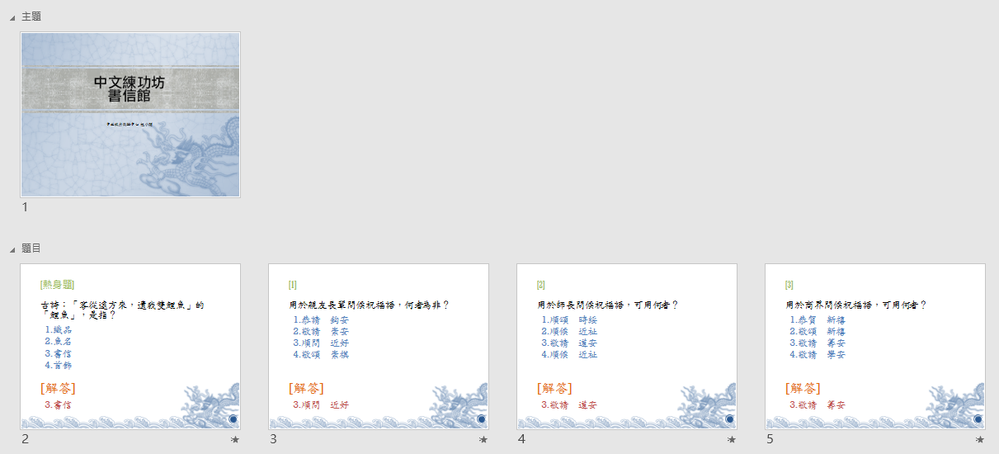 主題
中文練功坊
書信館
1
題目
[熱身題]
古詩：「客從遠方來，遺我雙鯉魚」的
「鯉魚」，是指？
1.織品
2.魚名
3.書信
4.首飾
[解答]
3.書信
2
[1]
用於親友長輩問候祝福語，何者為非？
1.恭請　鈞安
2.敬請　崇安
3.順問　近好
4.敬頌　崇祺
[解答]
3.順問　近好
3
[2]
用於師長問候祝福語，可用何者？
1.順頌　時綏
2.順候　近祉
3.敬請　道安
4.順候　近祉
[解答]
3.敬請　道安
4
[3]
用於商界問候祝福語，可用何者？
1.恭賀　新禧
2.敬頌　新禧
3.敬請　籌安
4.敬請　學安
[解答]
3.敬請　籌安
5